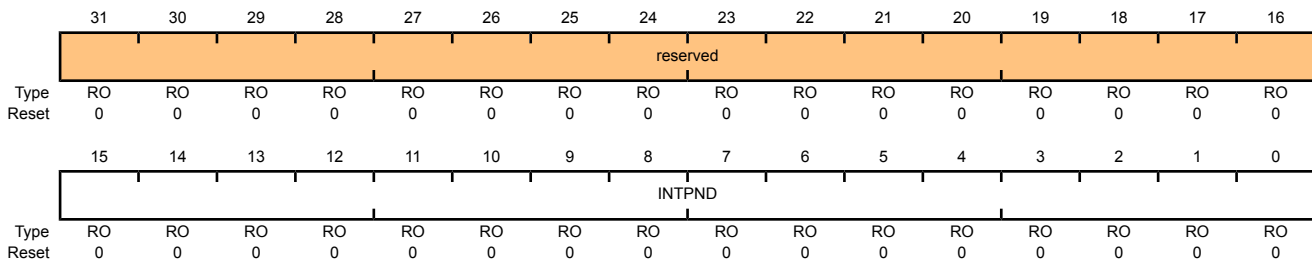 31 30 29 28 27 26 25 24 23 22 21 20 19 18 17 16
reserved
Type RO RO RO RO RO RO RO RO RO RO RO RO RO RO RO RO
Reset 0 0 0 0 0 0 0 0 0 0 0 0 0 0 0 0
15 14 13 12 11 10 9 8 7 6 5 4 3 2 1 0
INTPND
Type RO RO RO RO RO RO RO RO RO RO RO RO RO RO RO RO
Reset 0 0 0 0 0 0 0 0 0 0 0 0 0 0 0 0